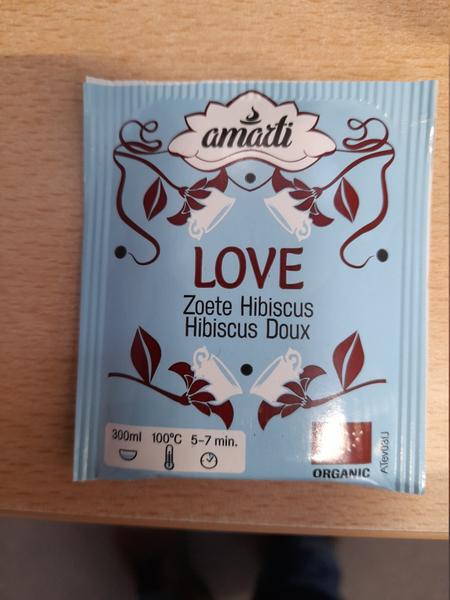 amarti
LOVE
Zoete Hibiscus
Hibiscus Doux
300ml 100°C 5-7 min.
ORGANIC